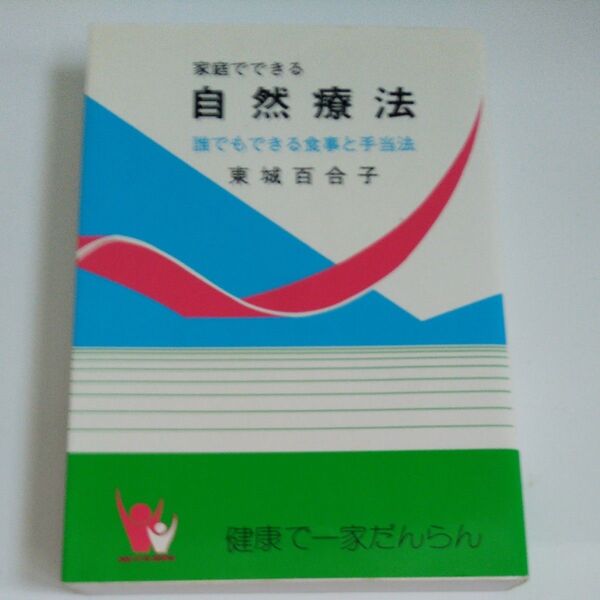 家庭でできる
自然療法
誰でもできる食事と手当法
東城百合子
健康で一家だんらん